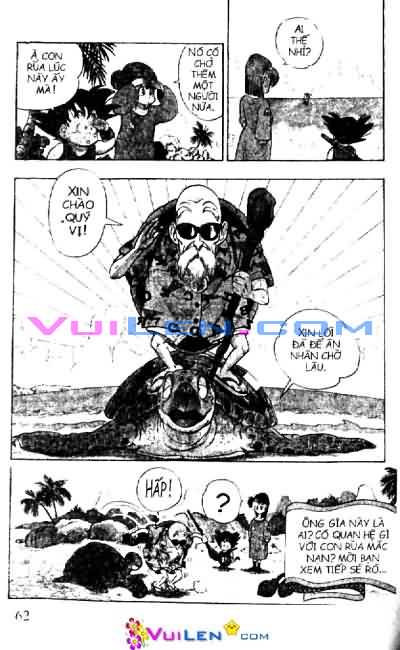 À CON
RÙA LÚC
NÃY ẤY
MÀ!
NÓ CÓ
CHỞ
THÊM
MỘT
NGƯỜI
NỮA.
AI
THẾ
NHỈ?
XIN
CHÀO
QUÝ
VỊ!
VUILEN.COM
XIN LỖI
ĐÃ ĐỂ ÂN
NHÂN CHỜ
LÂU.
HẤP!
?
ÔNG GIÀ NÀY LÀ
AI? CÓ QUAN HỆ GÌ
VỚI CON RÙA MẮC
NẠN? MỜI BẠN
XEM TIẾP SẼ RÕ...
62
VUILEN.COM